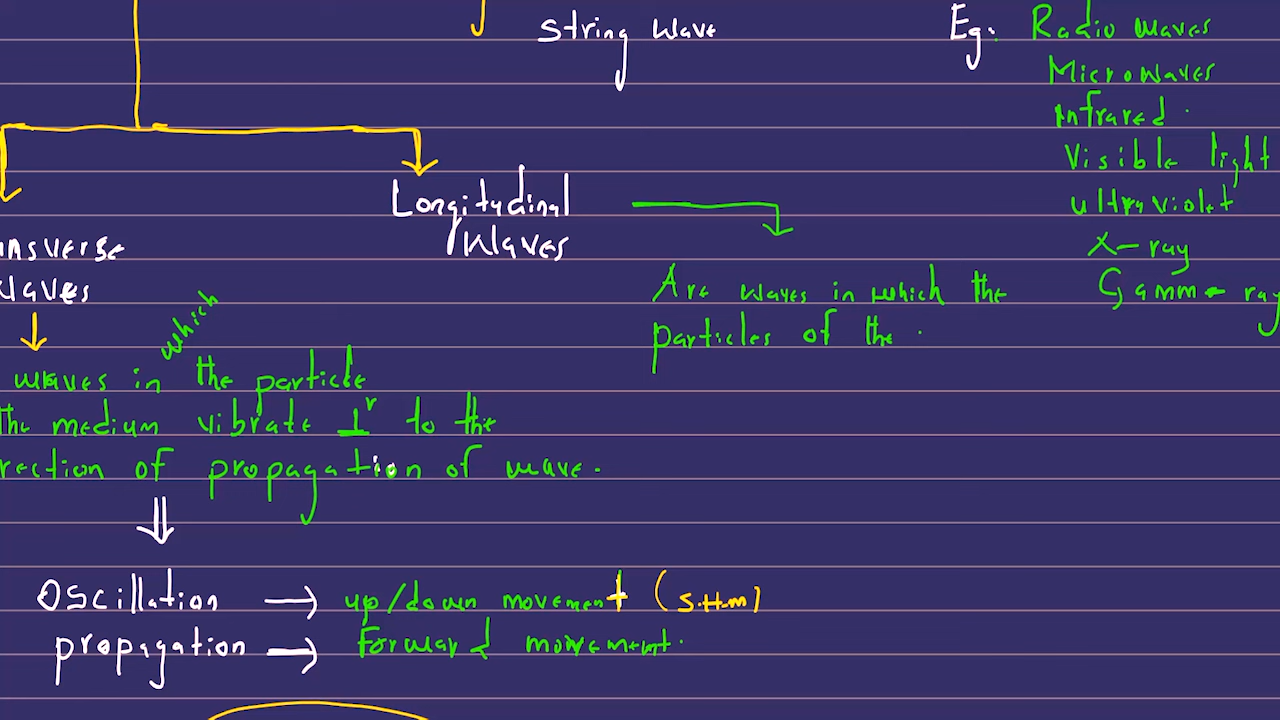 String wave
Eg: Radio waves
Microwaves
Infrared
Visible light
ultraviolet
X-ray
Gamm- ray
Longitudinal
Waves
nsverse
waves
Are waves in which the
particles of the
which
waves in the particle
the medium vibrate ⊥r to the
rection of propagation of wave.
Oscillation → up/down movement (S.H.m)
propagation → Forward movement.